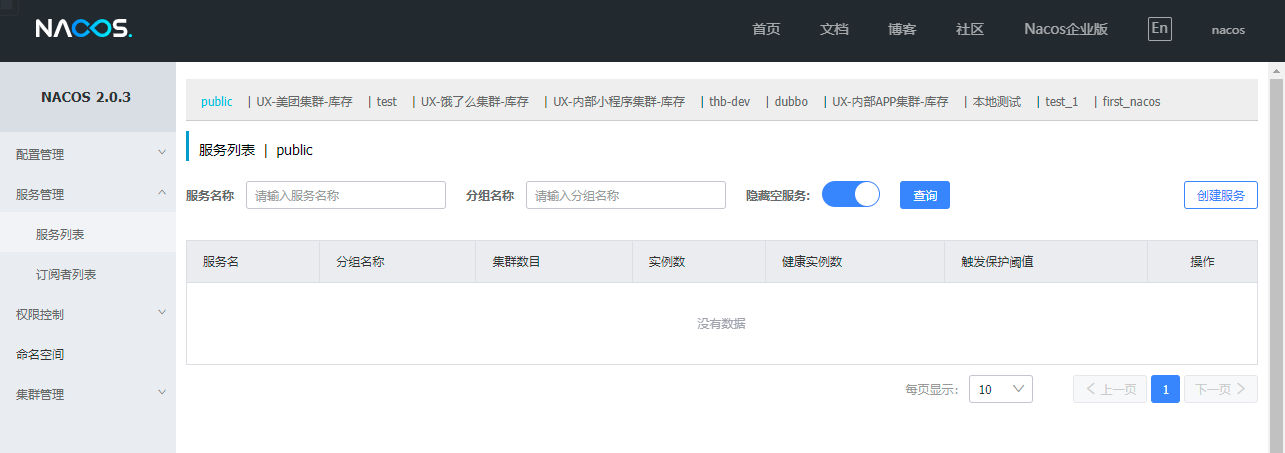 NACOS. 首页 文档 博客 社区 Nacos企业版 En nacos
NACOS 2.0.3
配置管理
服务管理
服务列表
订阅者列表
权限控制
命名空间
集群管理
public | UX-美团集群-库存 | test | UX-饿了么集群-库存 | UX-内部小程序集群-库存 | thb-dev | dubbo | UX-内部APP集群-库存 | 本地测试 | test_1 | first_nacos
服务列表 | public
服务名称 请输入服务名称 分组名称 请输入分组名称 隐藏空服务: 查询 创建服务
服务名 分组名称 集群数目 实例数 健康实例数 触发保护阈值 操作
没有数据
每页显示: 10 上一页 1 下一页